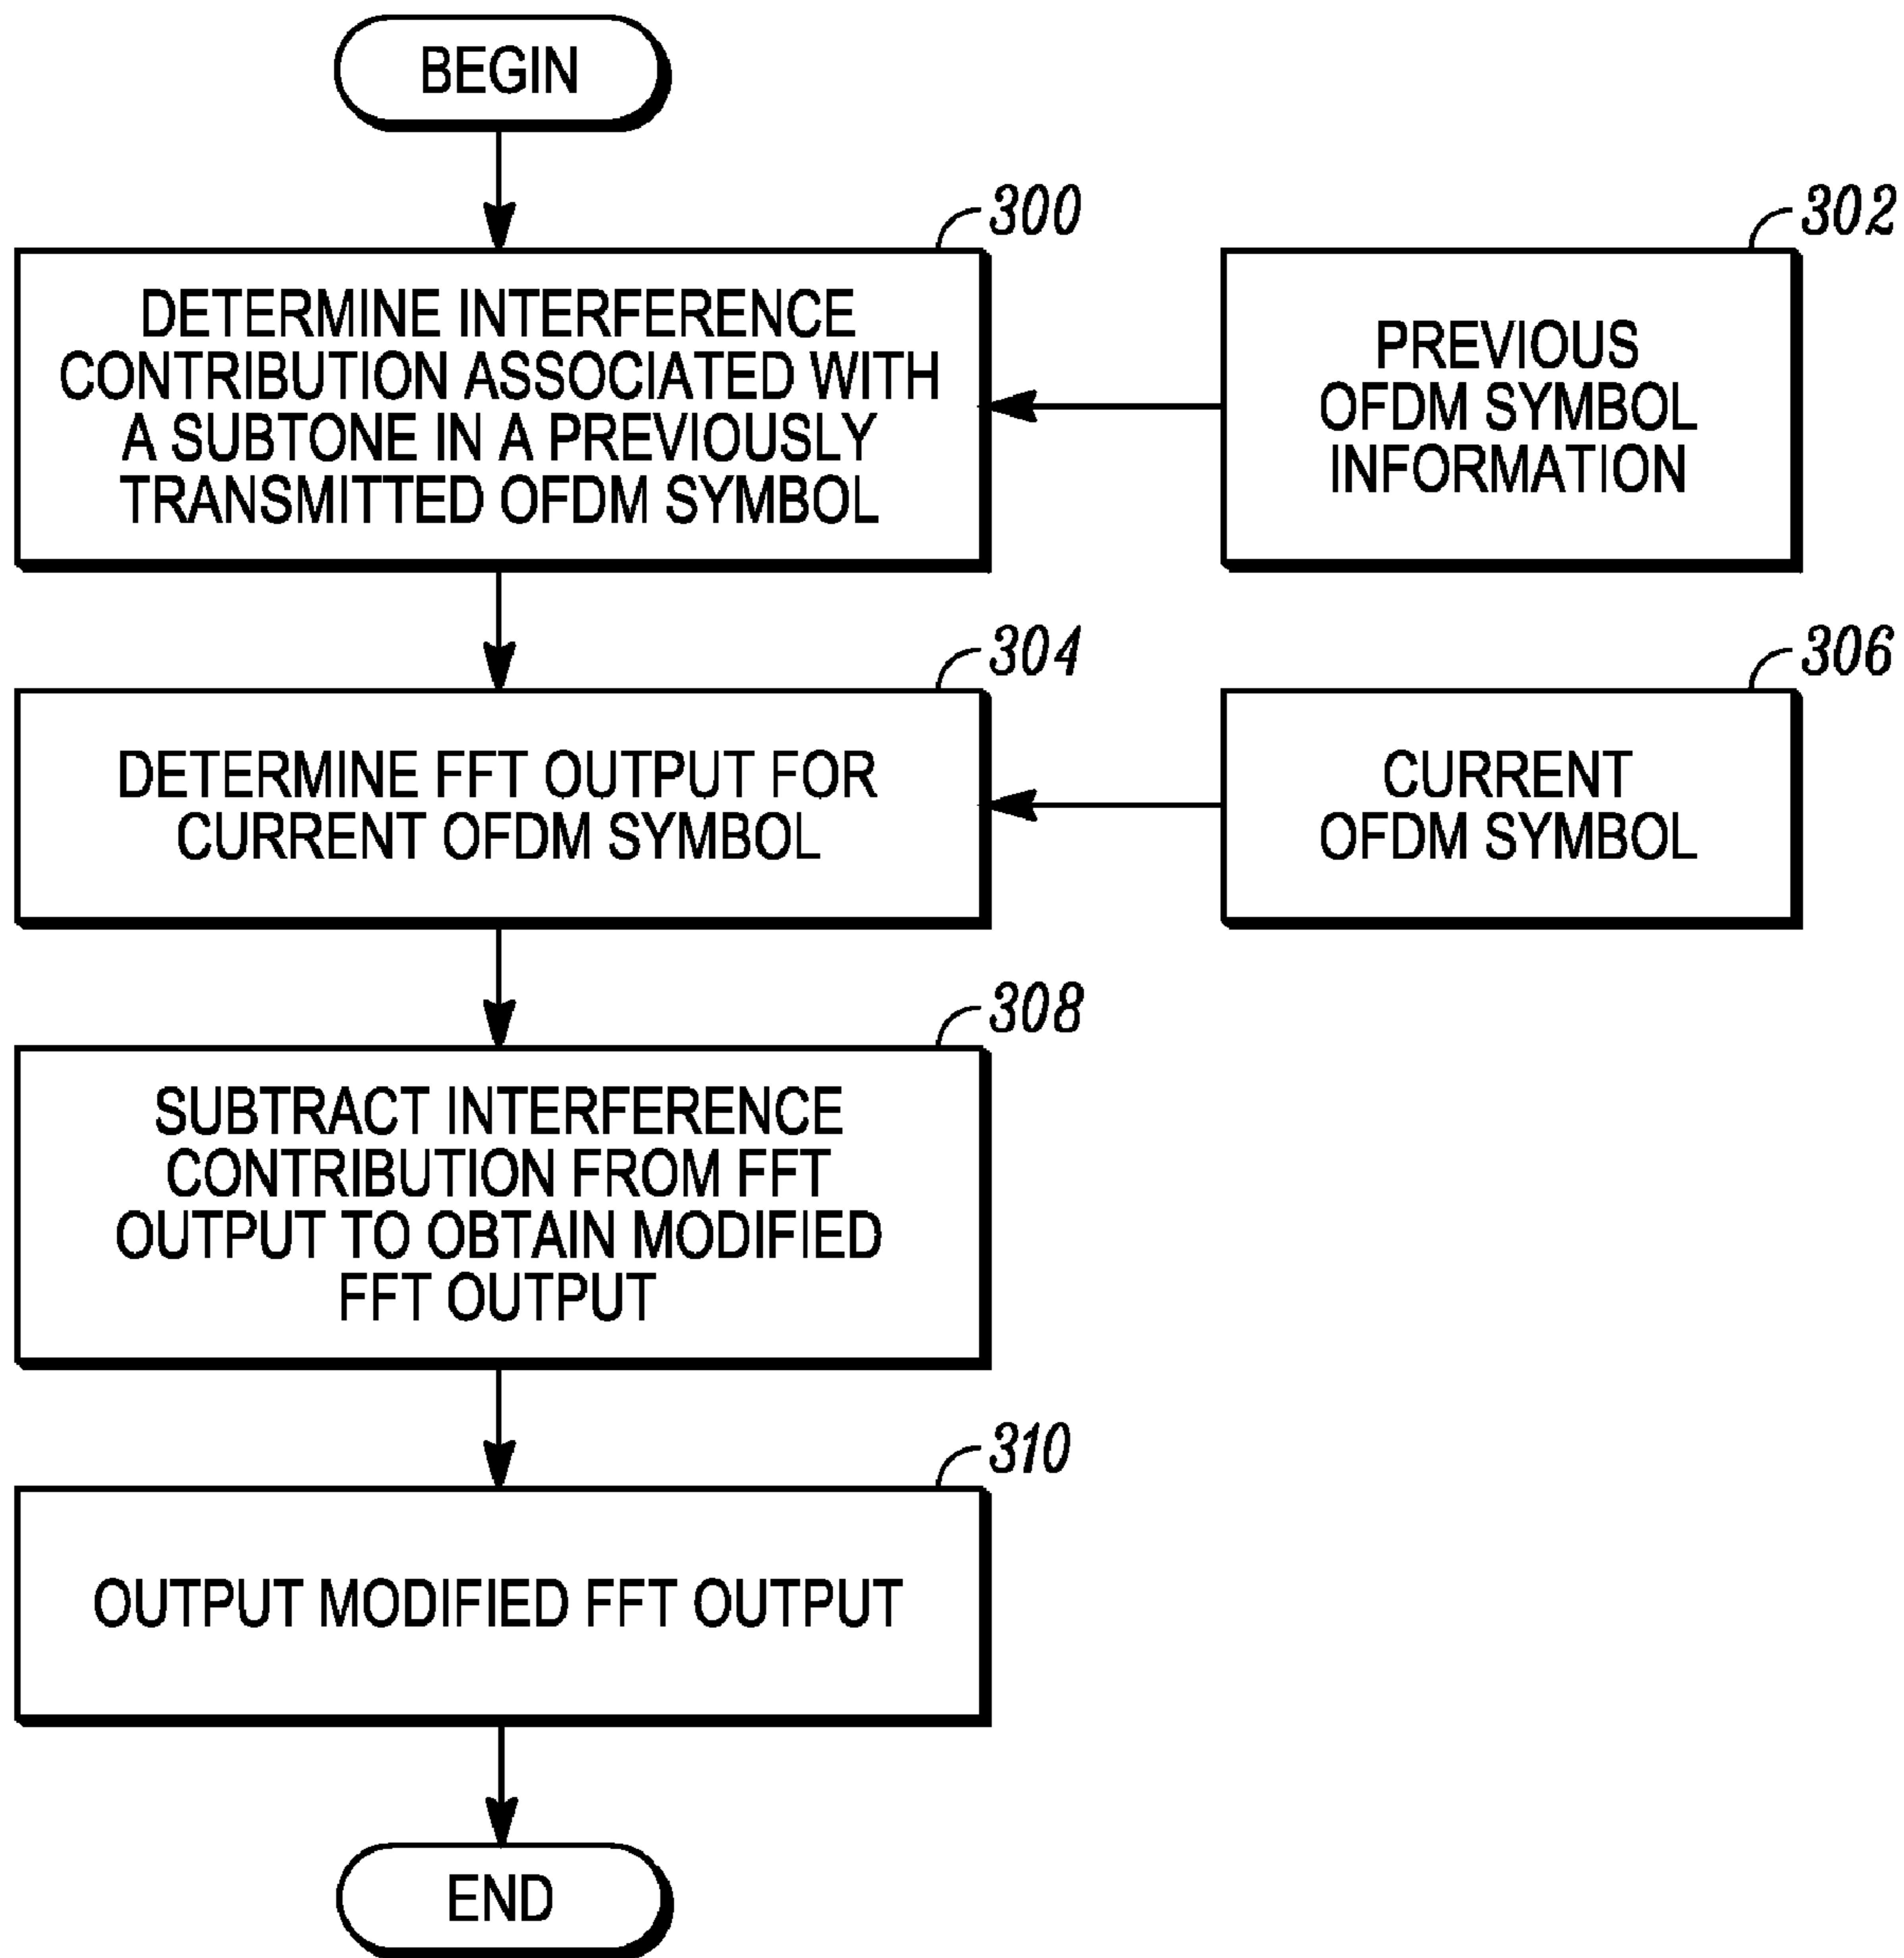 BEGIN
300
DETERMINE INTERFERENCE
CONTRIBUTION ASSOCIATED WITH
A SUBTONE IN A PREVIOUSLY
TRANSMITTED OFDM SYMBOL
302
PREVIOUS
OFDM SYMBOL
INFORMATION
304
DETERMINE FFT OUTPUT FOR
CURRENT OFDM SYMBOL
306
CURRENT
OFDM SYMBOL
308
SUBTRACT INTERFERENCE
CONTRIBUTION FROM FFT
OUTPUT TO OBTAIN MODIFIED
FFT OUTPUT
310
OUTPUT MODIFIED FFT OUTPUT
END